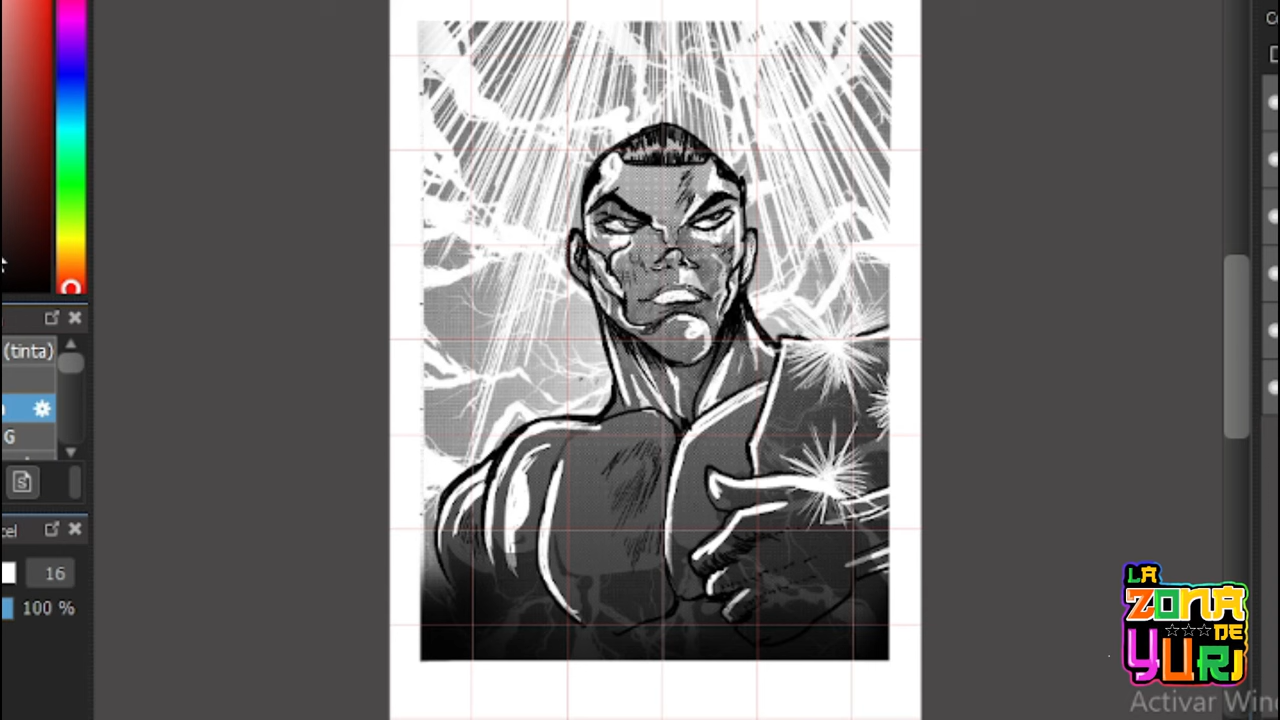 (tinta)
G
cel
16
100 %
LA
ZONA
DE
YURI
Activar Win